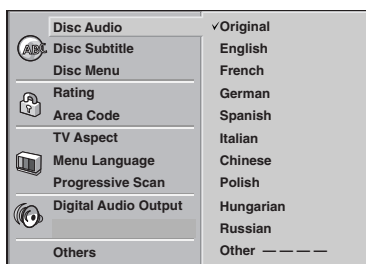 Disc Audio
Disc Subtitle
Disc Menu
Rating
Area Code
TV Aspect
Menu Language
Progressive Scan
Digital Audio Output
Others
✓Original
English
French
German
Spanish
Italian
Chinese
Polish
Hungarian
Russian
Other — — — —
ABC